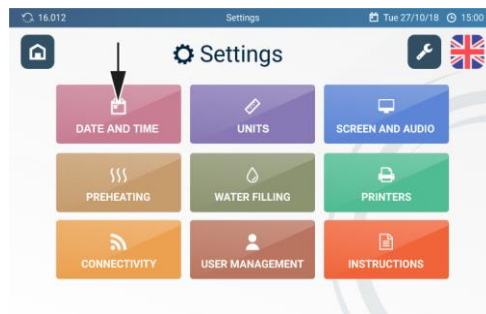 16.012 Settings Tue 27/10/18 15:00
Settings
DATE AND TIME UNITS SCREEN AND AUDIO
PREHEATING WATER FILLING PRINTERS
CONNECTIVITY USER MANAGEMENT INSTRUCTIONS